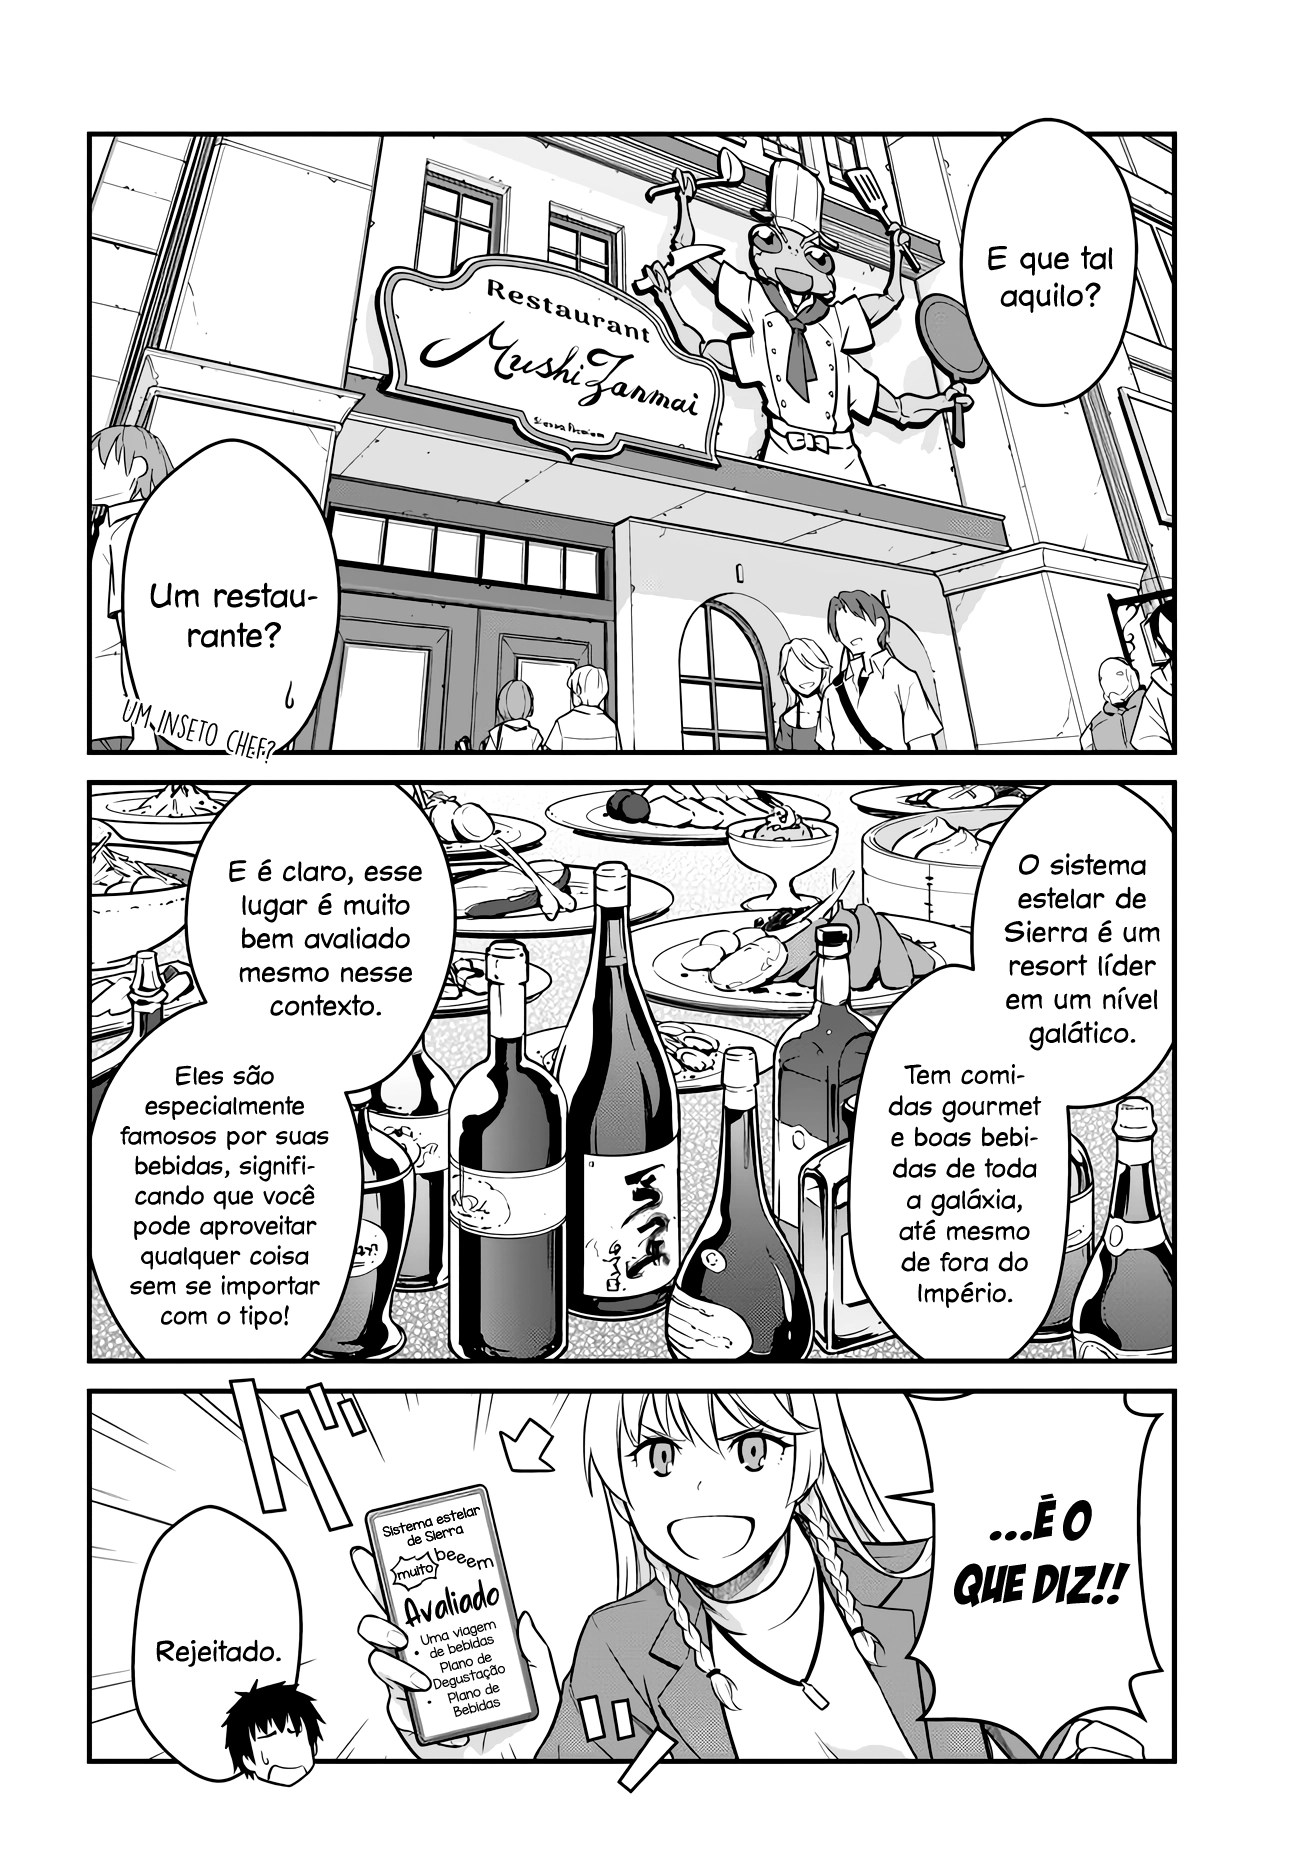 E que tal
aquilo?
Restaurant
Mushi Zanmai
Um restau-
rante?
UM INSETO CHEF?
O sistema
estelar de
Sierra é um
resort líder
em um nível
galático.
Tem comi-
das gourmet
e boas bebi-
das de toda
a galáxia,
até mesmo
de fora do
Império.
E é claro, esse
lugar é muito
bem avaliado
mesmo nesse
contexto.
Eles são
especialmente
famosos por suas
bebidas, signifi-
cando que você
pode aproveitar
qualquer coisa
sem se importar
com o tipo!
...É O
QUE DIZ!!
Sistema estelar
de Sierra
muito beeem
Avaliado
• Uma viagem
de bebidas
Plano de
Degustação
• Plano de
Bebidas
Rejeitado.